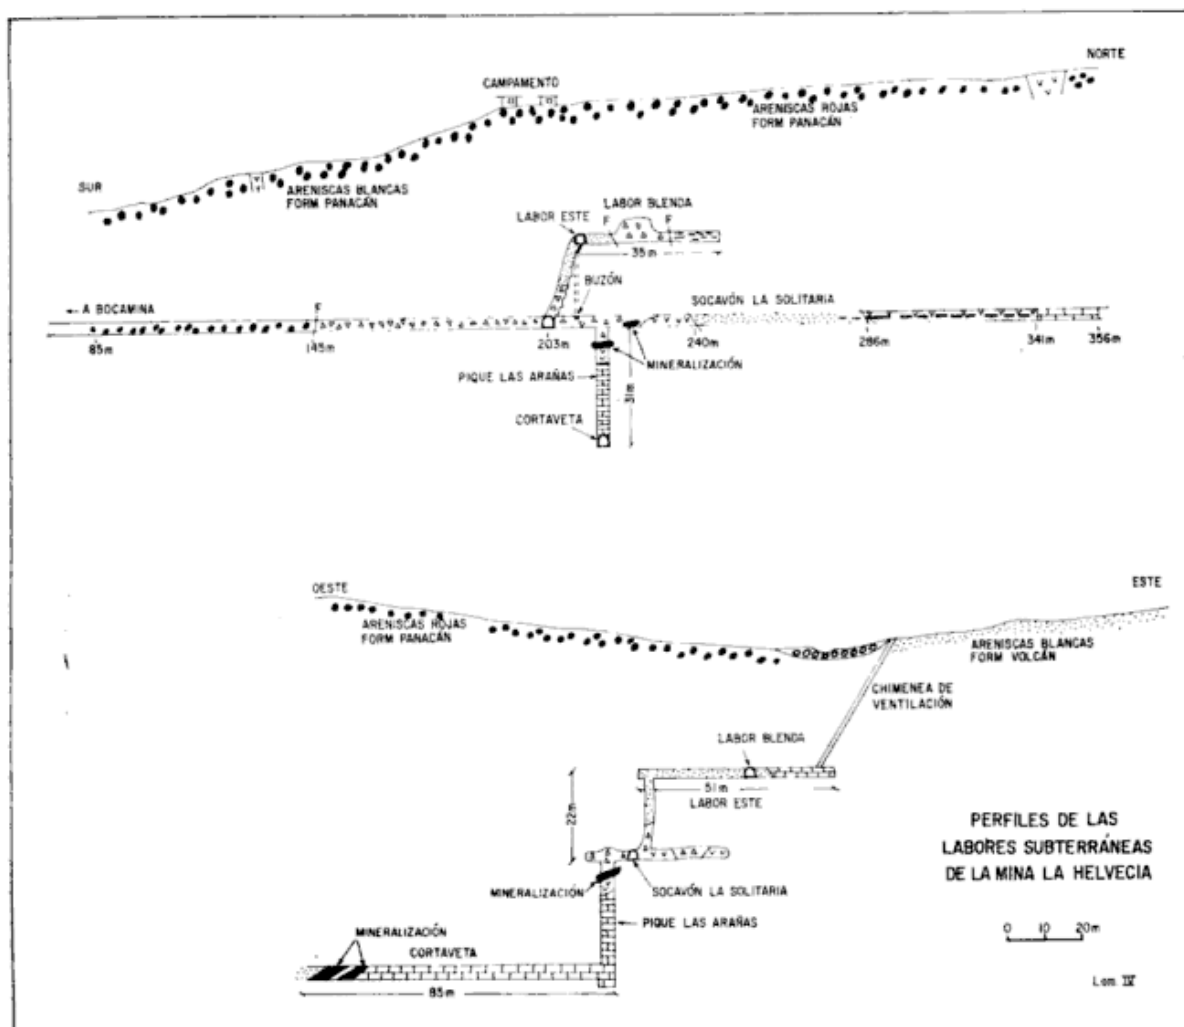 NORTE
CAMPAMENTO
ARENISCAS ROJAS
FORM PANACÁN
SUR
ARENISCAS BLANCAS
FORM PANACÁN
LABOR BLENDA
LABOR ESTE
F
F
35m
BUZÓN
A BOCAMINA
F
SOCAVÓN LA SOLITARIA
85m
145m
203m
240m
286m
341m
356m
MINERALIZACIÓN
PIQUE LAS ARAÑAS
31m
CORTAVETA
OESTE
ESTE
ARENISCAS ROJAS
FORM PANACÁN
ARENISCAS BLANCAS
FORM VOLCÁN
CHIMENEA DE
VENTILACIÓN
LABOR BLENDA
51m
LABOR ESTE
22m
PERFILES DE LAS
LABORES SUBTERRÁNEAS
DE LA MINA LA HELVECIA
MINERALIZACIÓN
SOCAVÓN LA SOLITARIA
PIQUE LAS ARAÑAS
0 10 20m
MINERALIZACIÓN
CORTAVETA
85m
Lam. IV